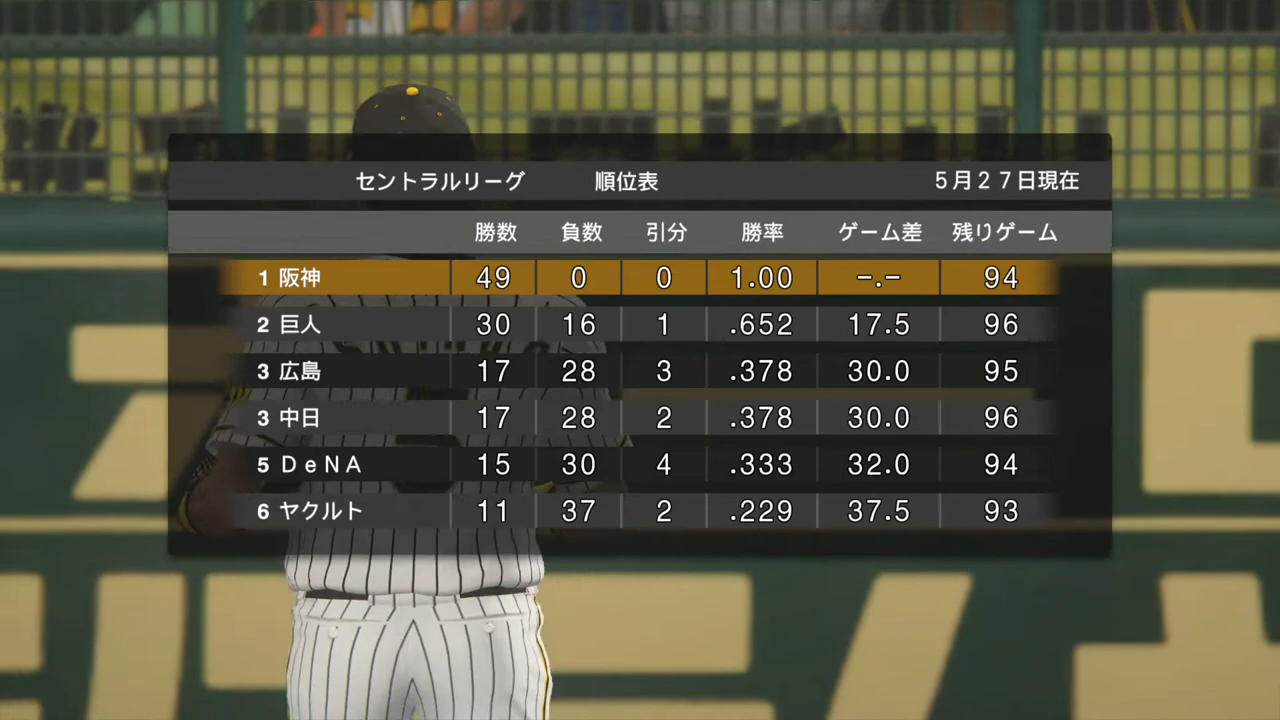 セントラルリーグ 順位表 5月27日現在
勝数 負数 引分 勝率 ゲーム差 残りゲーム
1 阪神 49 0 0 1.00 -.- 94
2 巨人 30 16 1 .652 17.5 96
3 広島 17 28 3 .378 30.0 95
3 中日 17 28 2 .378 30.0 96
5 DeNA 15 30 4 .333 32.0 94
6 ヤクルト 11 37 2 .229 37.5 93